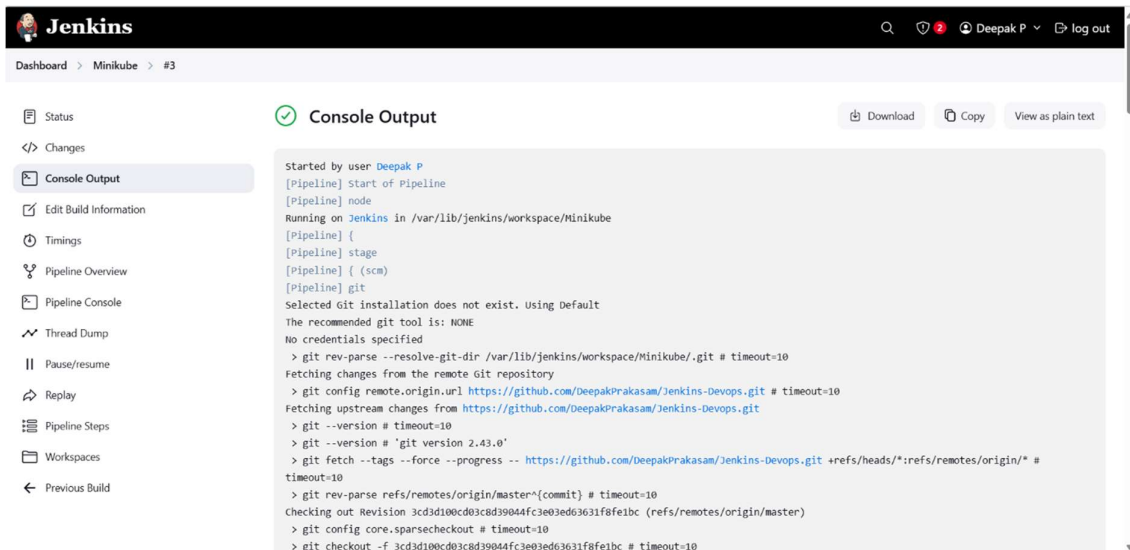 Jenkins
2 Deepak P log out
Dashboard > Minikube > #3
Status
Changes
Console Output
Edit Build Information
Timings
Pipeline Overview
Pipeline Console
Thread Dump
Pause/resume
Replay
Pipeline Steps
Workspaces
Previous Build
Console Output
Download Copy View as plain text
Started by user Deepak P
[Pipeline] Start of Pipeline
[Pipeline] node
Running on Jenkins in /var/lib/jenkins/workspace/Minikube
[Pipeline] {
[Pipeline] stage
[Pipeline] { (scm)
[Pipeline] git
Selected Git installation does not exist. Using Default
The recommended git tool is: NONE
No credentials specified
> git rev-parse --resolve-git-dir /var/lib/jenkins/workspace/Minikube/.git # timeout=10
Fetching changes from the remote Git repository
> git config remote.origin.url https://github.com/DeepakPrakasam/Jenkins-Devops.git # timeout=10
Fetching upstream changes from https://github.com/DeepakPrakasam/Jenkins-Devops.git
> git --version # timeout=10
> git --version # 'git version 2.43.0'
> git fetch --tags --force --progress -- https://github.com/DeepakPrakasam/Jenkins-Devops.git +refs/heads/*:refs/remotes/origin/* #
timeout=10
> git rev-parse refs/remotes/origin/master^{commit} # timeout=10
Checking out Revision 3cd3d100cd03c8d39044fc3e03ed63631f8fe1bc (refs/remotes/origin/master)
> git config core.sparsecheckout # timeout=10
> git checkout -f 3cd3d100cd03c8d39044fc3e03ed63631f8fe1bc # timeout=10